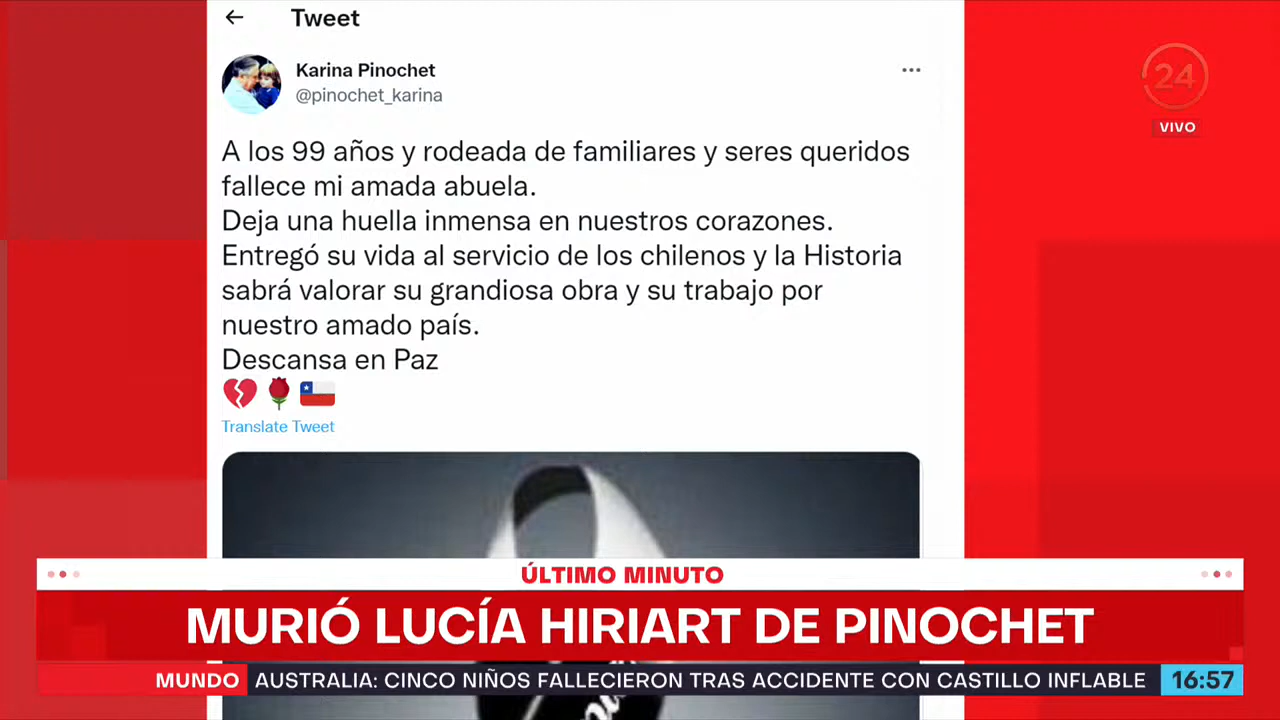 Tweet
Karina Pinochet
@pinochet_karina
A los 99 años y rodeada de familiares y seres queridos
fallece mi amada abuela.
Deja una huella inmensa en nuestros corazones.
Entregó su vida al servicio de los chilenos y la Historia
sabrá valorar su grandiosa obra y su trabajo por
nuestro amado país.
Descansa en Paz
Translate Tweet
24
VIVO
ÚLTIMO MINUTO
MURIÓ LUCÍA HIRIART DE PINOCHET
MUNDO AUSTRALIA: CINCO NIÑOS FALLECIERON TRAS ACCIDENTE CON CASTILLO INFLABLE 16:57